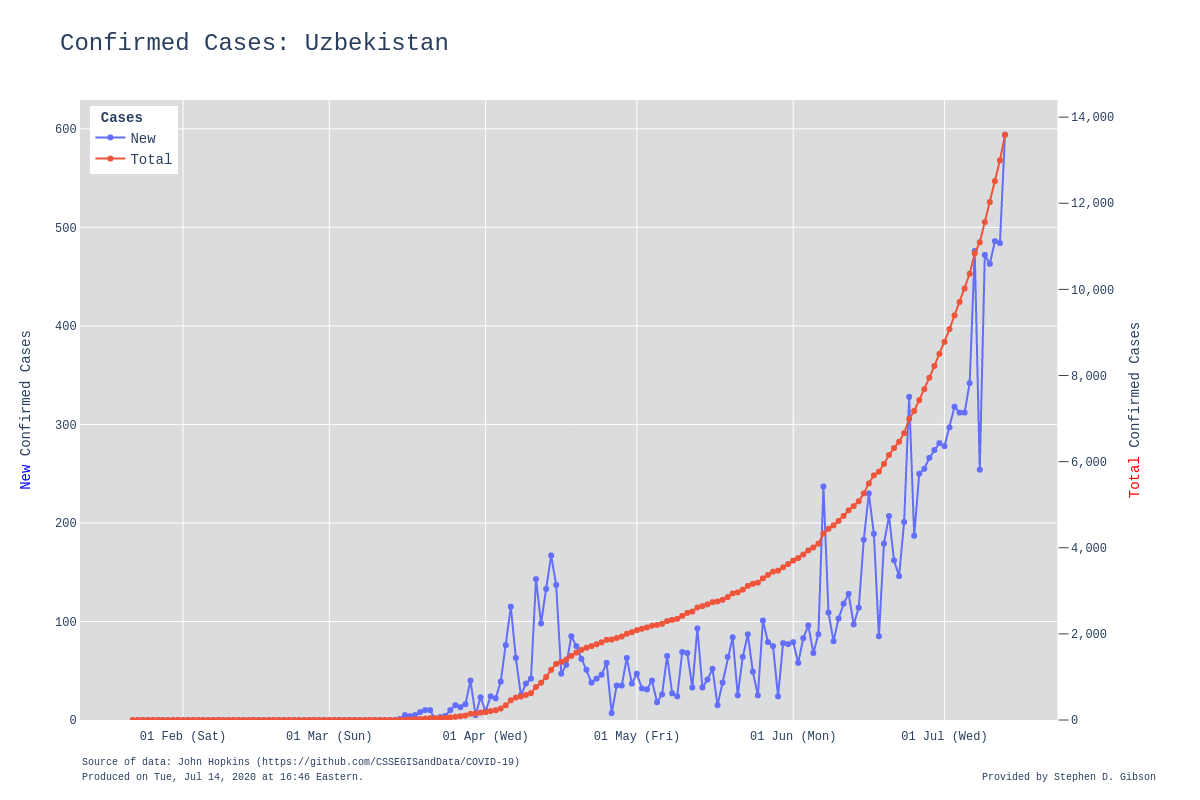 Confirmed Cases: Uzbekistan
Cases
New
Total
600
500
400
300
200
100
0
14,000
12,000
10,000
8,000
6,000
4,000
2,000
0
New Confirmed Cases
Total Confirmed Cases
01 Feb (Sat)
01 Mar (Sun)
01 Apr (Wed)
01 May (Fri)
01 Jun (Mon)
01 Jul (Wed)
Source of data: John Hopkins (https://github.com/CSSEGISandData/COVID-19)
Produced on Tue, Jul 14, 2020 at 16:46 Eastern.
Provided by Stephen D. Gibson